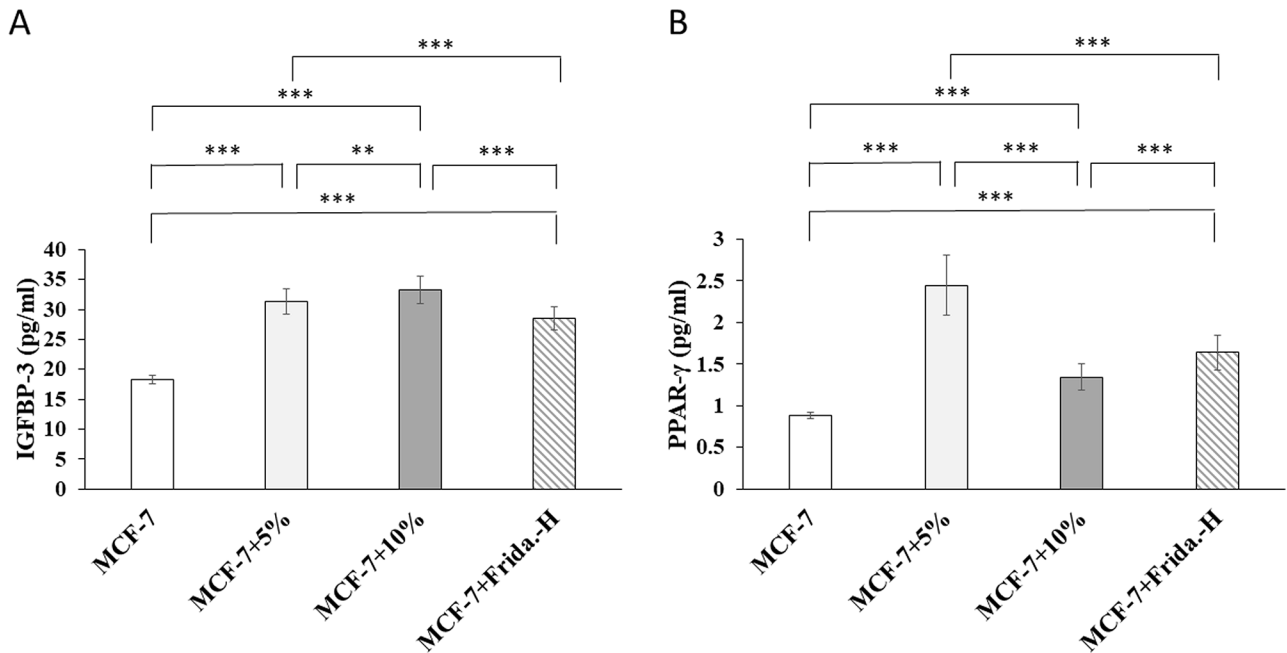 A
***
***
***
**
***
***
IGFBP-3 (pg/ml)
40
35
30
25
20
15
10
5
0
MCF-7
MCF-7+5%
MCF-7+10%
MCF-7+Frida.-H
B
***
***
***
***
***
***
PPAR-γ (pg/ml)
3
2.5
2
1.5
1
0.5
0
MCF-7
MCF-7+5%
MCF-7+10%
MCF-7+Frida.-H